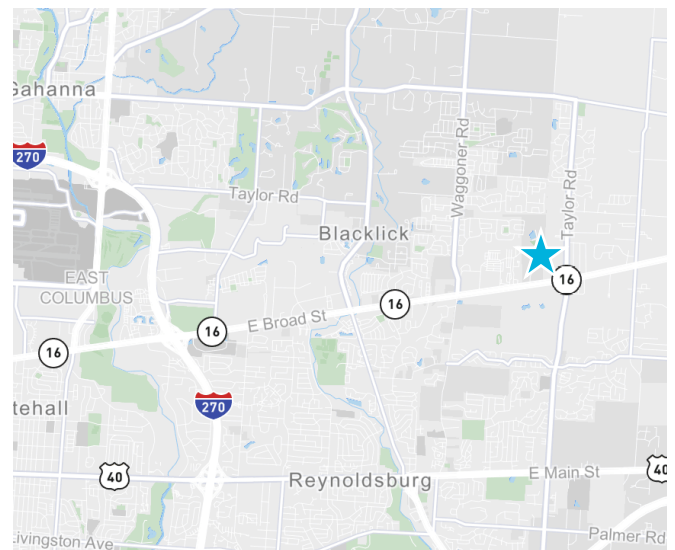 Gahanna
270
Taylor Rd
Waggoner Rd
Taylor Rd
Blacklick
EAST
COLUMBUS
16
16
E Broad St
16
16
tehall
270
40
Reynoldsburg
E Main St
40
Livingston Ave
Palmer Rd